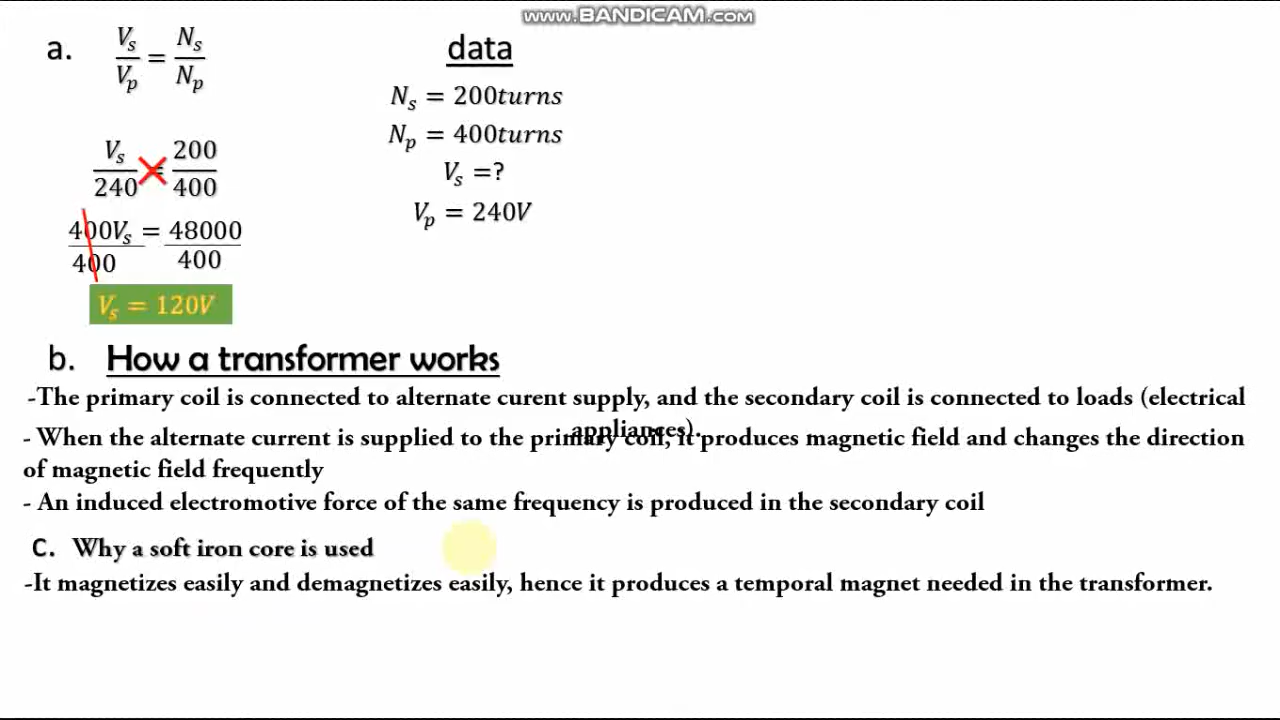 www.BANDICAM.com
a. Vs/Vp = Ns/Np
data
Ns = 200turns
Np = 400turns
Vs =?
Vp = 240V
Vs/240 = 200/400
400Vs/400 = 48000/400
Vs = 120V
b. How a transformer works
-The primary coil is connected to alternate curent supply, and the secondary coil is connected to loads (electrical
appliances).
- When the alternate current is supplied to the primary coil, it produces magnetic field and changes the direction
of magnetic field frequently
- An induced electromotive force of the same frequency is produced in the secondary coil
C. Why a soft iron core is used
-It magnetizes easily and demagnetizes easily, hence it produces a temporal magnet needed in the transformer.